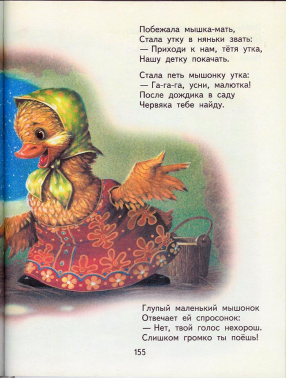 Побежала мышка-мать,
Стала утку в няньки звать:
— Приходи к нам, тётя утка,
Нашу детку покачать.
Стала петь мышонку утка:
— Га-га-га, усни, малютка!
После дождика в саду
Червяка тебе найду.
Глупый маленький мышонок
Отвечает ей спросонок:
— Нет, твой голос нехорош.
Слишком громко ты поёшь!
155